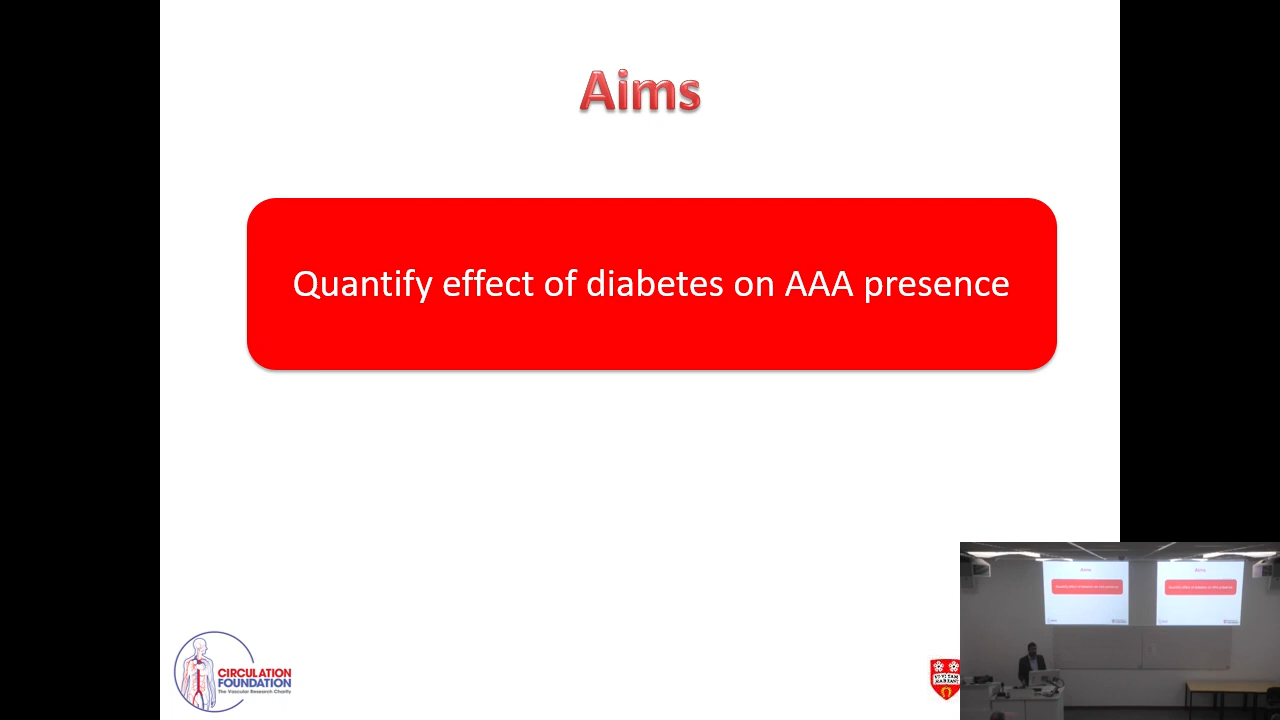 Aims
Quantify effect of diabetes on AAA presence
CIRCULATION
FOUNDATION
The Vascular Research Charity